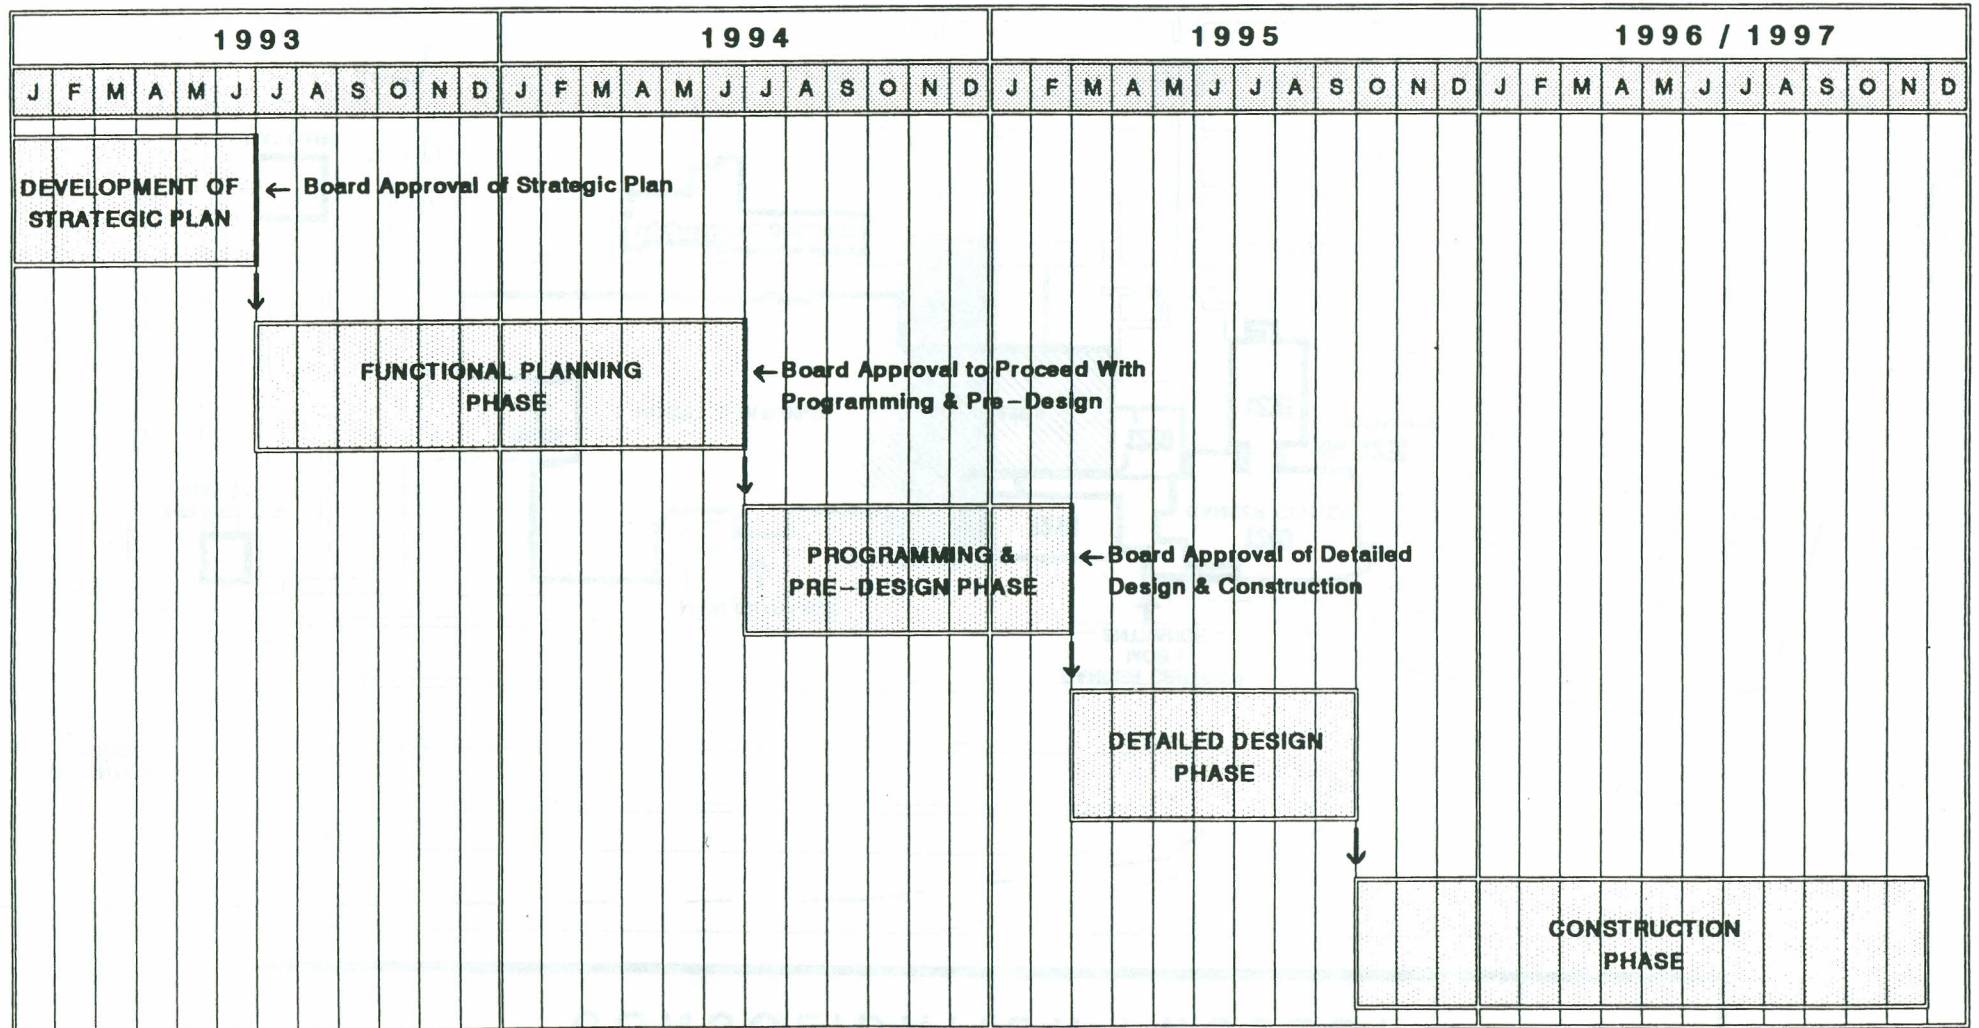 1993 1994 1995 1996 / 1997
J F M A M J J A S O N D J F M A M J J A S O N D J F M A M J J A S O N D J F M A M J J A S O N D
DEVELOPMENT OF
STRATEGIC PLAN
← Board Approval of Strategic Plan
FUNCTIONAL PLANNING
PHASE
←Board Approval to Proceed With
Programming & Pre-Design
PROGRAMMING &
PRE-DESIGN PHASE
←Board Approval of Detailed
Design & Construction
DETAILED DESIGN
PHASE
CONSTRUCTION
PHASE